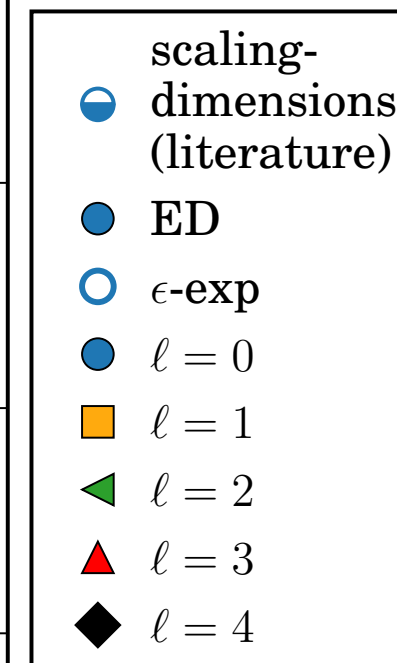 scaling-
dimensions
(literature)
ED
ϵ-exp
ℓ = 0
ℓ = 1
ℓ = 2
ℓ = 3
ℓ = 4